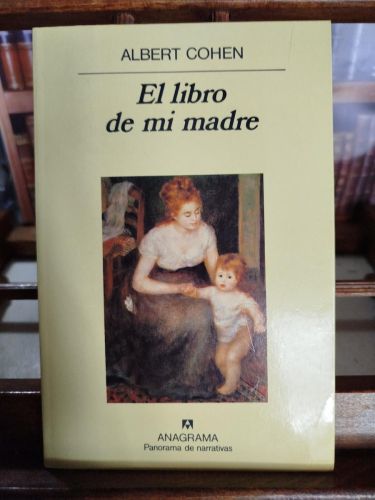 ALBERT COHEN
El libro
de mi madre
ANAGRAMA
Panorama de narrativas